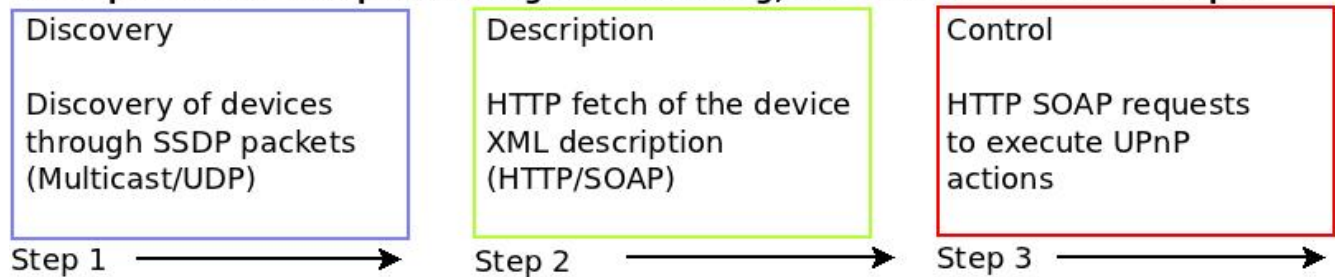 Discovery
Discovery of devices
through SSDP packets
(Multicast/UDP)
Step 1
Description
HTTP fetch of the device
XML description
(HTTP/SOAP)
Step 2
Control
HTTP SOAP requests
to execute UPnP
actions
Step 3